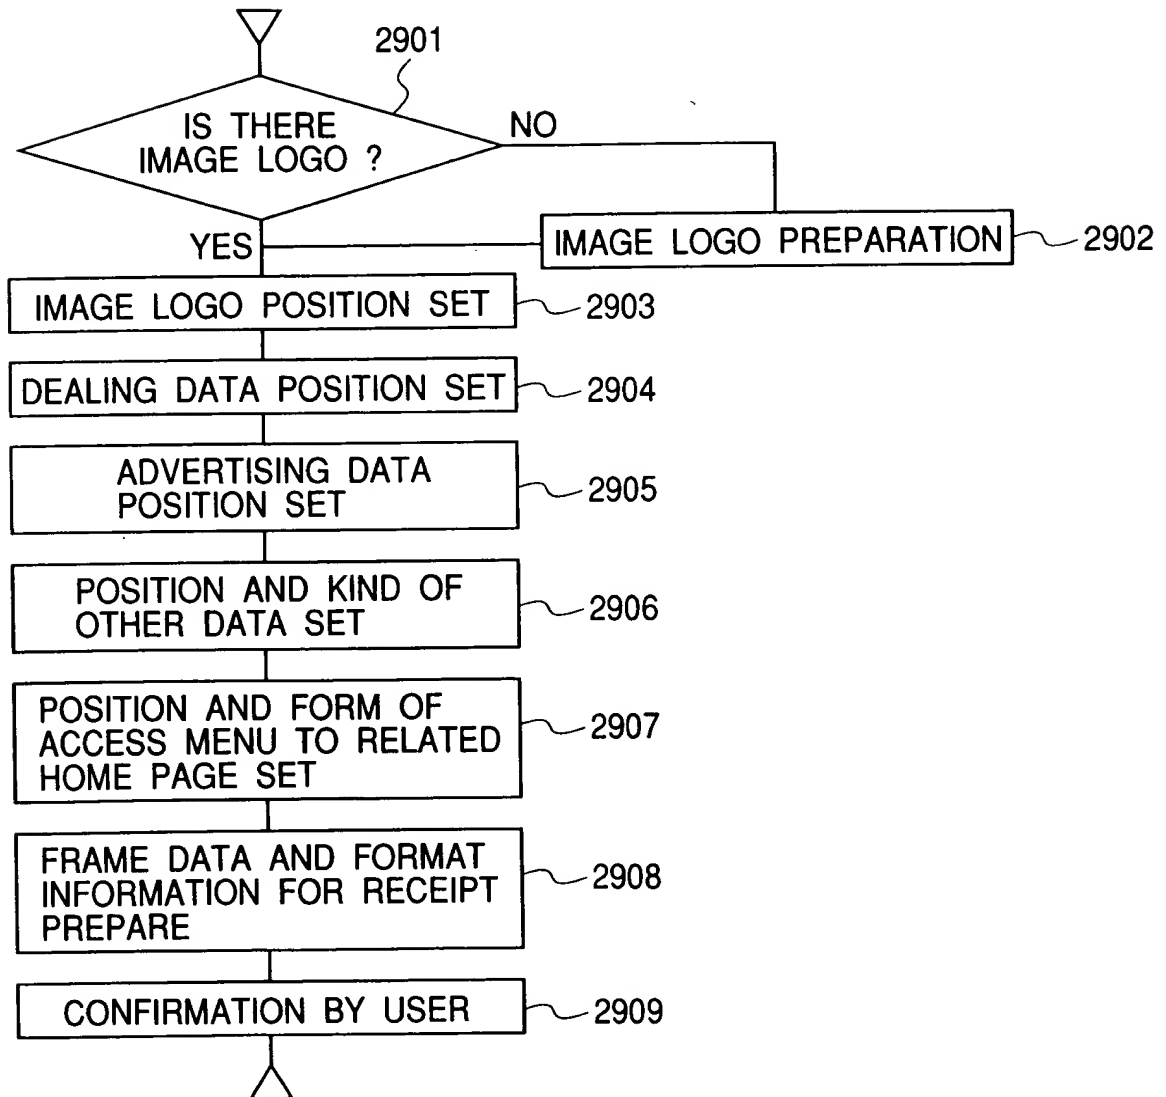 2901
IS THERE
IMAGE LOGO ?
NO
YES
IMAGE LOGO PREPARATION
2902
IMAGE LOGO POSITION SET
2903
DEALING DATA POSITION SET
2904
ADVERTISING DATA
POSITION SET
2905
POSITION AND KIND OF
OTHER DATA SET
2906
POSITION AND FORM OF
ACCESS MENU TO RELATED
HOME PAGE SET
2907
FRAME DATA AND FORMAT
INFORMATION FOR RECEIPT
PREPARE
2908
CONFIRMATION BY USER
2909